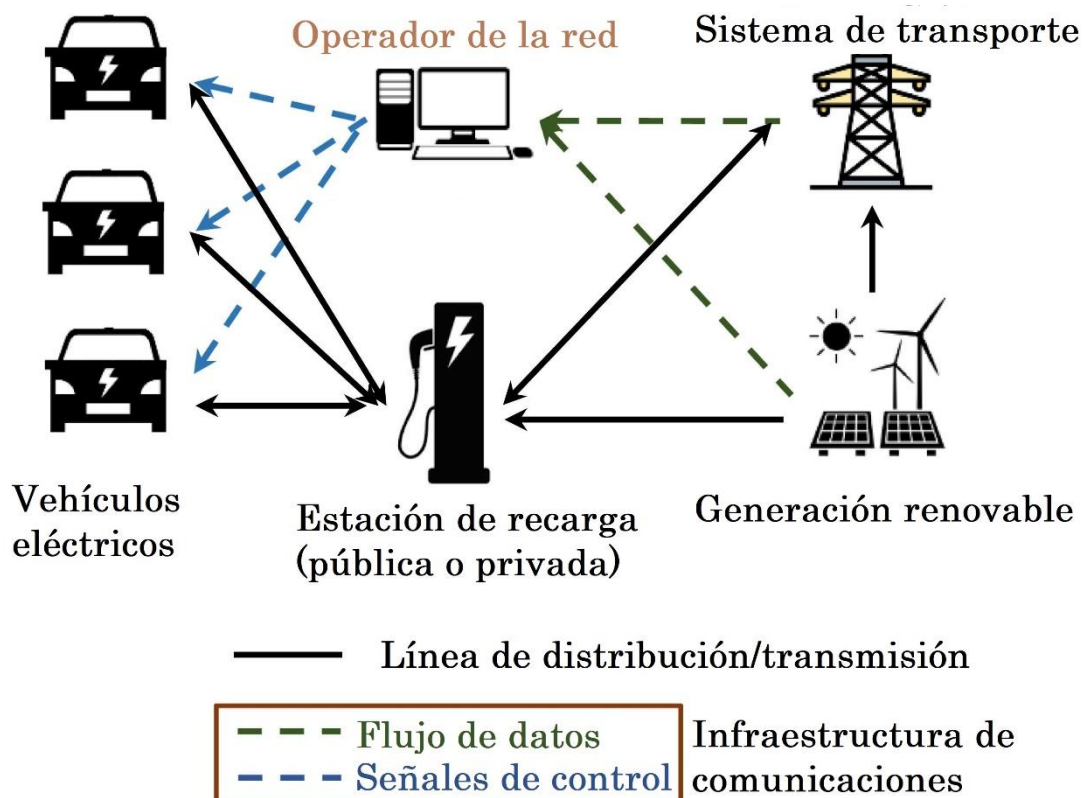 Operador de la red
Sistema de transporte
Vehículos
eléctricos
Estación de recarga
(pública o privada)
Generación renovable
Línea de distribución/transmisión
Flujo de datos
Señales de control
Infraestructura de
comunicaciones